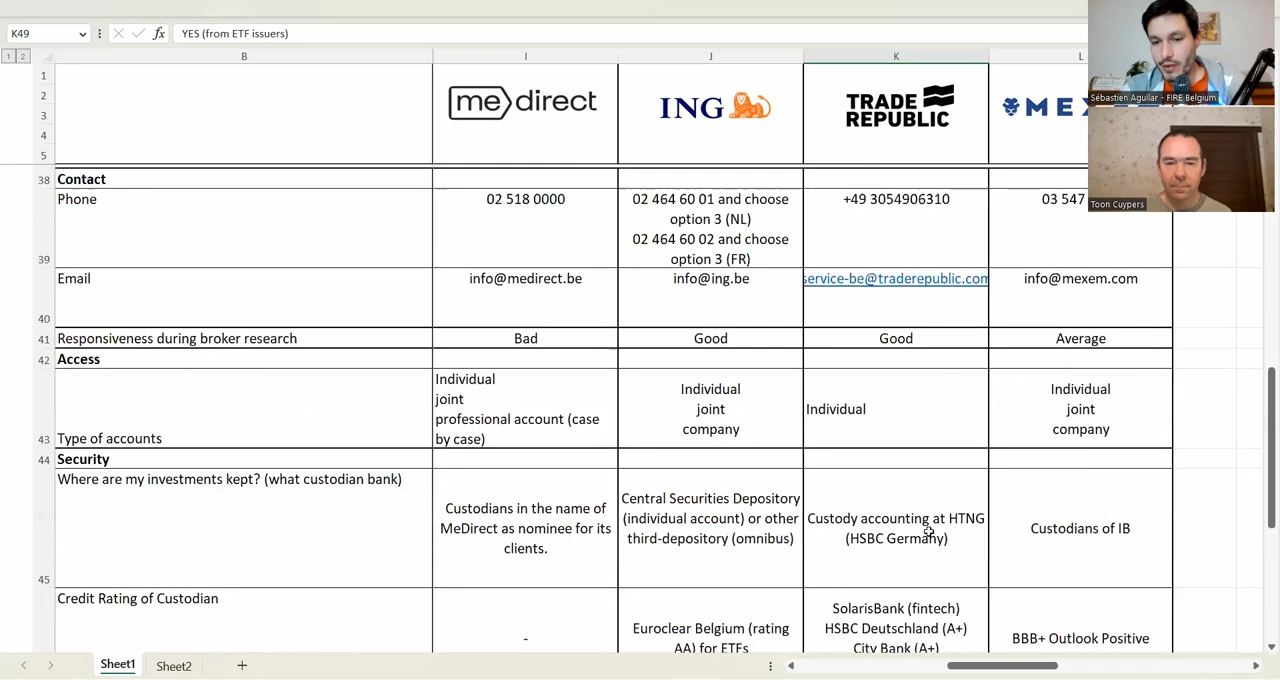 K49
fx
YES (from ETF issuers)
1 2
B I J K L
1
2
3
4
5
me direct
ING
TRADE
REPUBLIC
Sébastien Aguilar - FIRE Belgium
Toon Cuypers
38 Contact
Phone
02 518 0000
02 464 60 01 and choose
option 3 (NL)
02 464 60 02 and choose
option 3 (FR)
+49 3054906310
03 547
39
Email
info@medirect.be
info@ing.be
service-be@traderepublic.com
info@mexem.com
40
41 Responsiveness during broker research Bad Good Good Average
42 Access
Individual
joint
professional account (case
by case)
Individual
joint
company
Individual
Individual
joint
company
43 Type of accounts
44 Security
Where are my investments kept? (what custodian bank)
Custodians in the name of
MeDirect as nominee for its
clients.
Central Securities Depository
(individual account) or other
third-depository (omnibus)
Custody accounting at HTNG
(HSBC Germany)
Custodians of IB
45
Credit Rating of Custodian
-
Euroclear Belgium (rating
AA) for ETFs
SolarisBank (fintech)
HSBC Deutschland (A+)
City Bank (A+)
BBB+ Outlook Positive
Sheet1 Sheet2 +